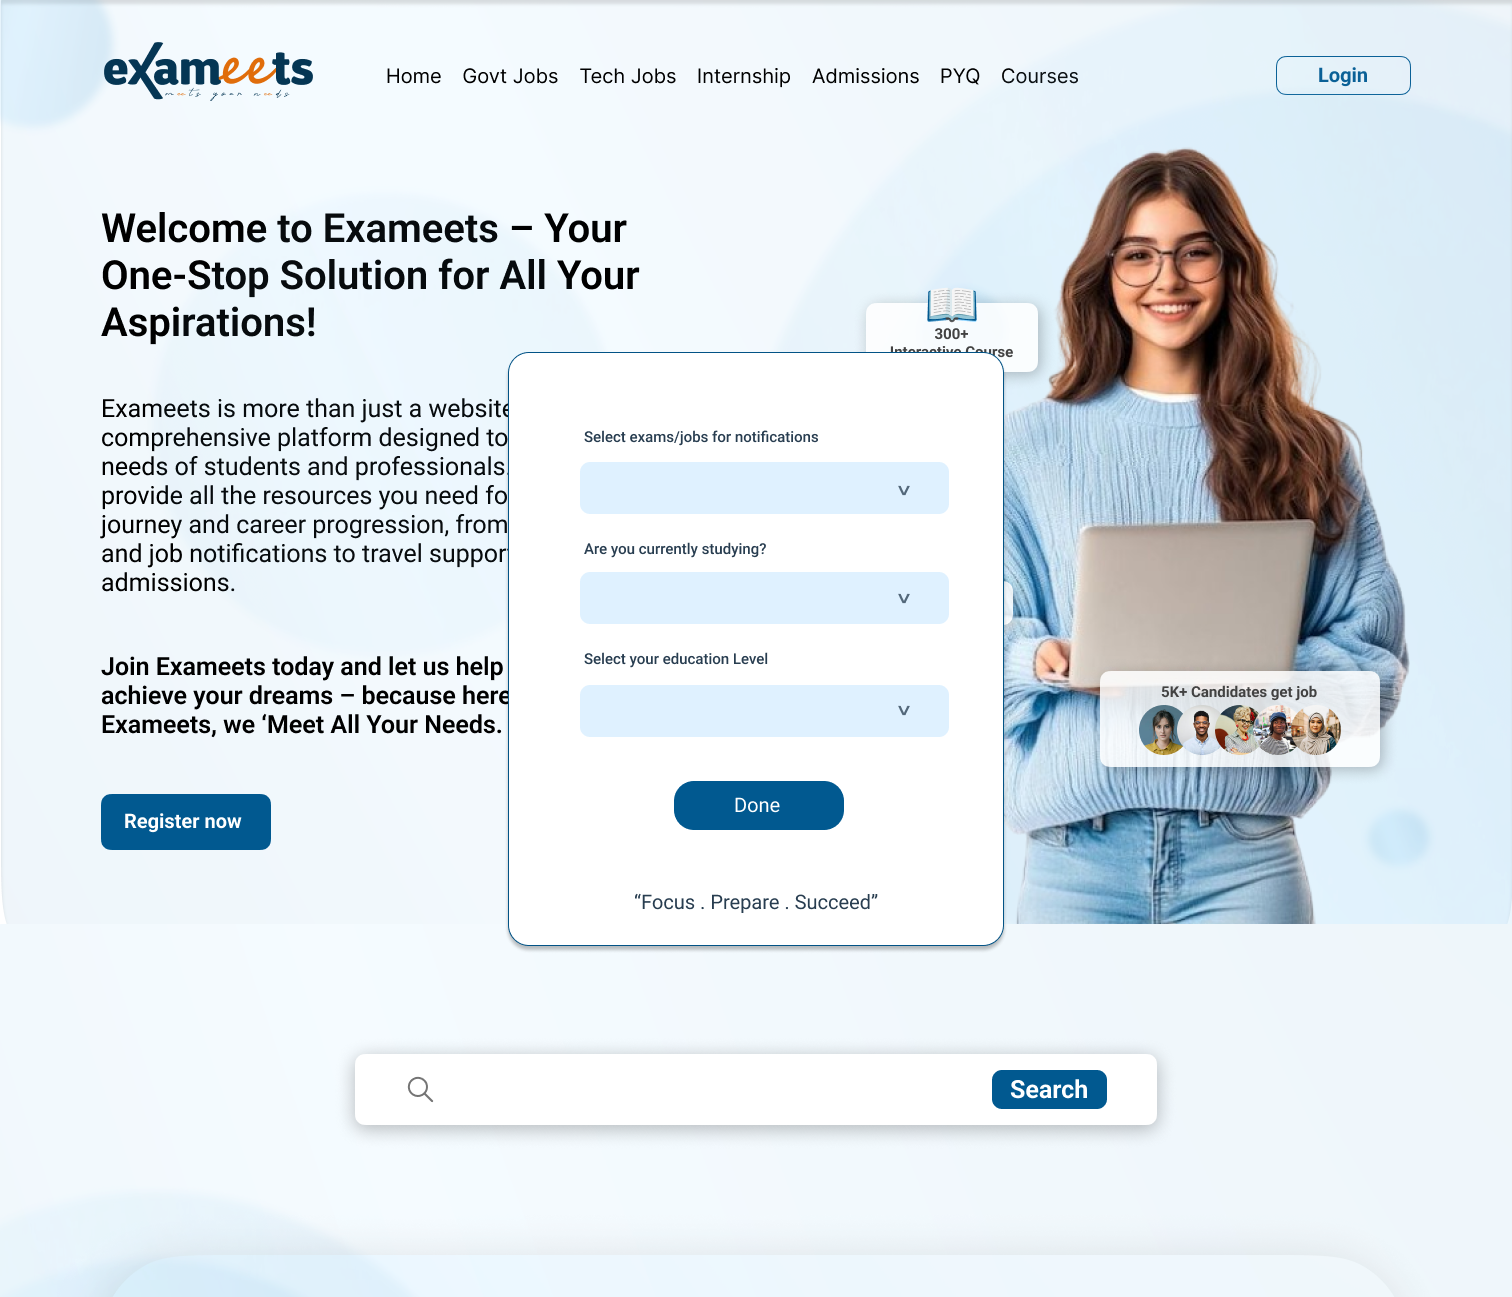 exameets
meets your needs
Home Govt Jobs Tech Jobs Internship Admissions PYQ Courses
Login
Welcome to Exameets – Your
One-Stop Solution for All Your
Aspirations!
300+
Interactive Course
Exameets is more than just a website
comprehensive platform designed to
needs of students and professionals.
provide all the resources you need fo
journey and career progression, from
and job notifications to travel support
admissions.
Join Exameets today and let us help
achieve your dreams – because here
Exameets, we ‘Meet All Your Needs.
Register now
Select exams/jobs for notifications
Are you currently studying?
Select your education Level
Done
“Focus . Prepare . Succeed”
5K+ Candidates get job
Search